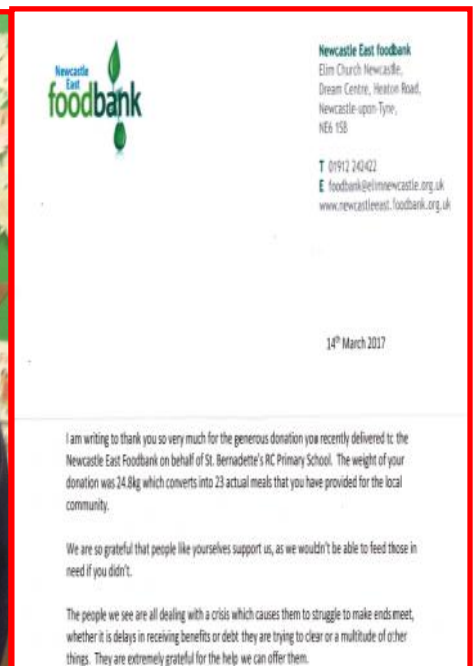 Newcastle
East
foodbank
Newcastle East foodbank
Elim Church Newcastle,
Dream Centre, Heaton Road,
Newcastle-upon-Tyne,
NE6 1SB
T 01912 242422
E foodbank@elimnewcastle.org.uk
www.newcastleeast.foodbank.org.uk
14th March 2017
I am writing to thank you so very much for the generous donation you recently delivered to the
Newcastle East Foodbank on behalf of St. Bernadette's RC Primary School. The weight of your
donation was 24.8kg which converts into 23 actual meals that you have provided for the local
community.
We are so grateful that people like yourselves support us, as we wouldn't be able to feed those in
need if you didn't.
The people we see are all dealing with a crisis which causes them to struggle to make ends meet,
whether it is delays in receiving benefits or debt they are trying to clear or a multitude of other
things. They are extremely grateful for the help we can offer them.